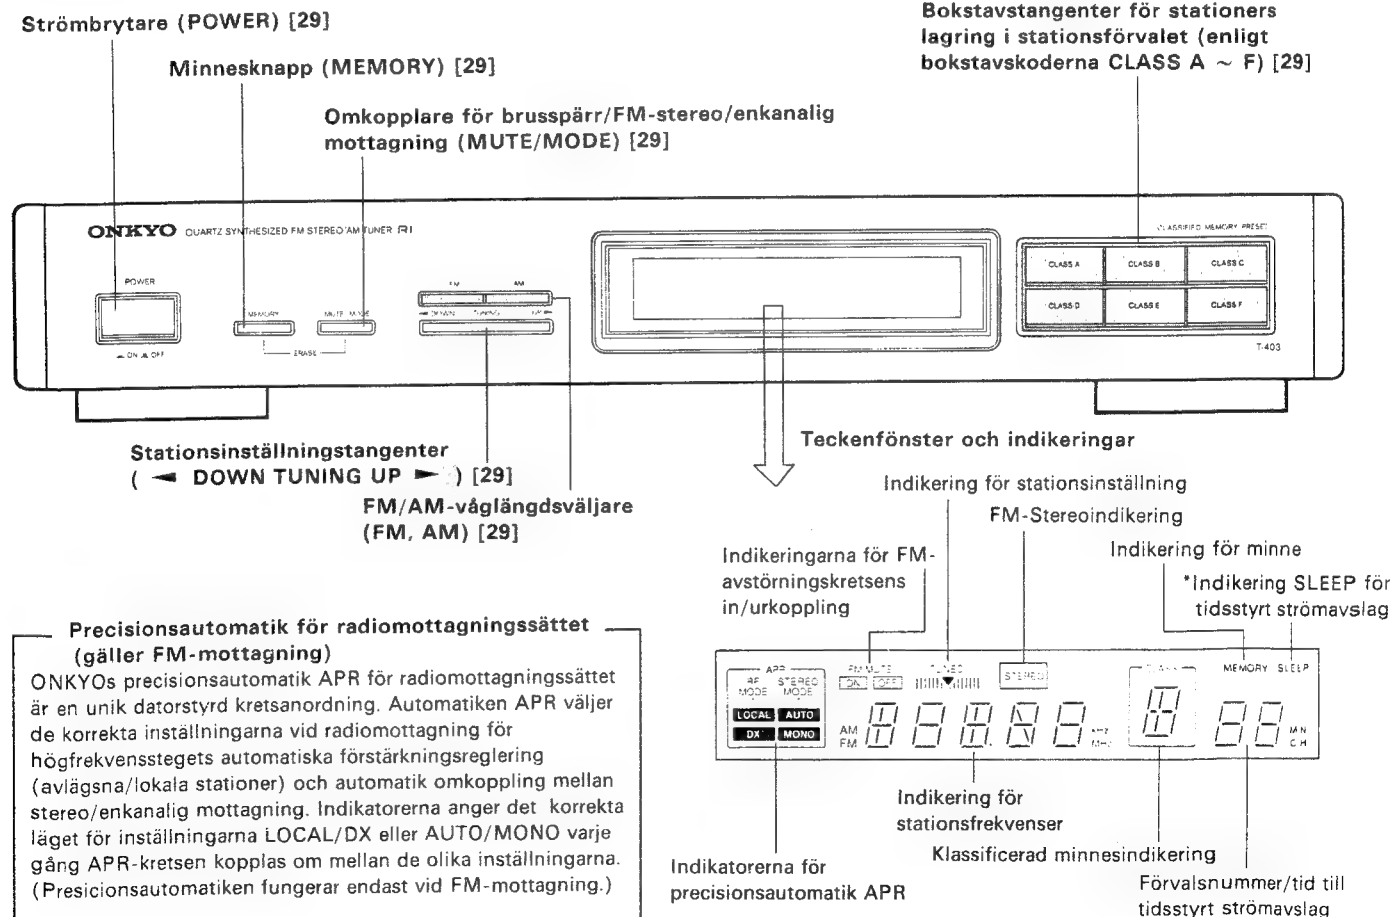 Strömbrytare (POWER) [29]
Minnesknapp (MEMORY) [29]
Omkopplare för brusspärr/FM-stereo/enkanalig
mottagning (MUTE/MODE) [29]
Bokstavstangenter för stationers
lagring i stationsförvalet (enligt
bokstavskoderna CLASS A ~ F) [29]
ONKYO QUARTZ SYNTHESIZED FM STEREO/AM TUNER RI
CLASSIFIED MEMORY PRESET
POWER
FM AM
CLASS A CLASS B CLASS C
MEMORY MUTE MODE
◄ DOWN TUNING UP ►
CLASS D CLASS E CLASS F
ERASE
ON OFF
T-403
Stationsinställningstangenter
( ◄ DOWN TUNING UP ► ) [29]
FM/AM-våglängdsväljare
(FM, AM) [29]
Teckenfönster och indikeringar
Indikering för stationsinställning
FM-Stereoindikering
Indikering för minne
*Indikering SLEEP för
tidsstyrt strömavslag
Indikeringarna för FM-
avstörningskretsens
in/urkoppling
APR
RF MODE STEREO MODE
LOCAL AUTO
DX MONO
FM MUTE
ON OFF
TUNED
STEREO
CLASS
MEMORY SLEEP
AM
FM
kHz
MHz
MIN
CH
Indikering för
stationsfrekvenser
Klassificerad minnesindikering
Förvalsnummer/tid till
tidsstyrt strömavslag
Indikatorerna för
precisionsautomatik APR
Precisionsautomatik för radiomottagningssättet
(gäller FM-mottagning)
ONKYOs precisionsautomatik APR för radiomottagningssättet
är en unik datorstyrd kretsanordning. Automatiken APR väljer
de korrekta inställningarna vid radiomottagning för
högfrekvensstegets automatiska förstärkningsreglering
(avlägsna/lokala stationer) och automatik omkoppling mellan
stereo/enkanalig mottagning. Indikatorerna anger det korrekta
läget för inställningarna LOCAL/DX eller AUTO/MONO varje
gång APR-kretsen kopplas om mellan de olika inställningarna.
(Presicionsautomatiken fungerar endast vid FM-mottagning.)